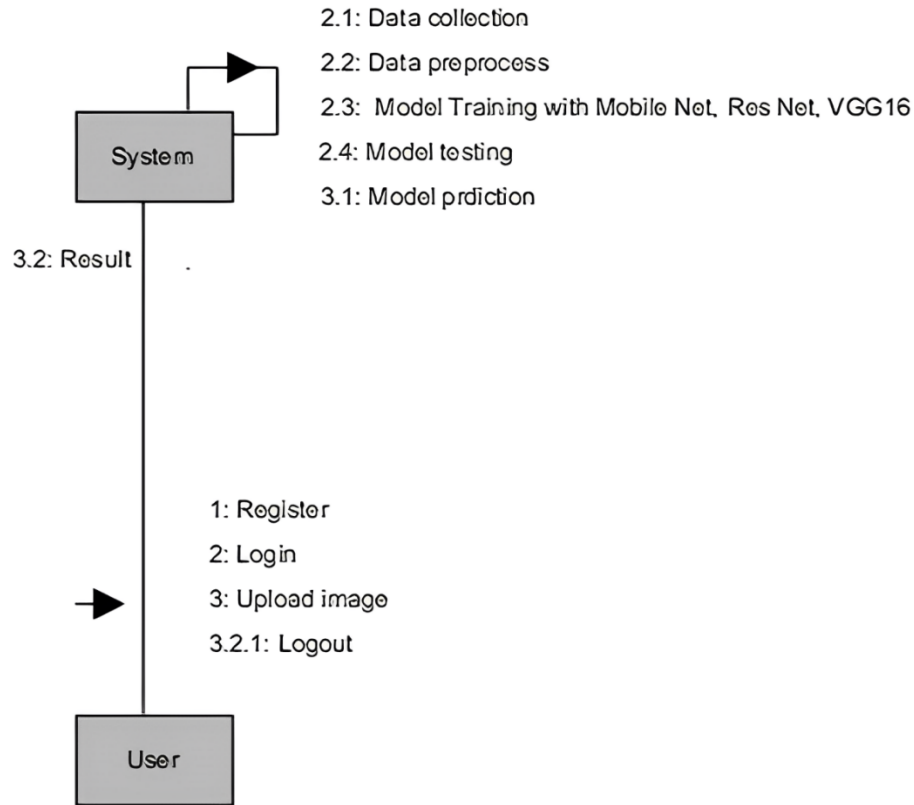 2.1: Data collection
2.2: Data preprocess
2.3: Model Training with Mobile Net, Res Net, VGG16
2.4: Model testing
3.1: Model prdiction
System
3.2: Result
1: Register
2: Login
3: Upload image
3.2.1: Logout
User